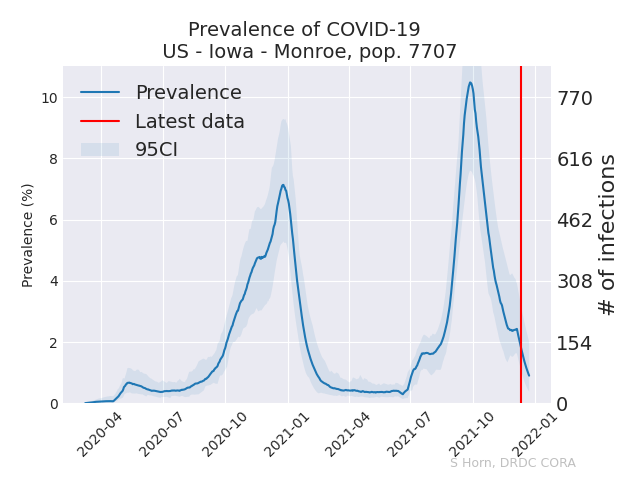 Prevalence of COVID-19
US - Iowa - Monroe, pop. 7707
Prevalence
Latest data
95CI
Prevalence (%)
10
8
6
4
2
0
770
616
462
308
154
0
# of infections
2020-04
2020-07
2020-10
2021-01
2021-04
2021-07
2021-10
2022-01
S Horn, DRDC CORA